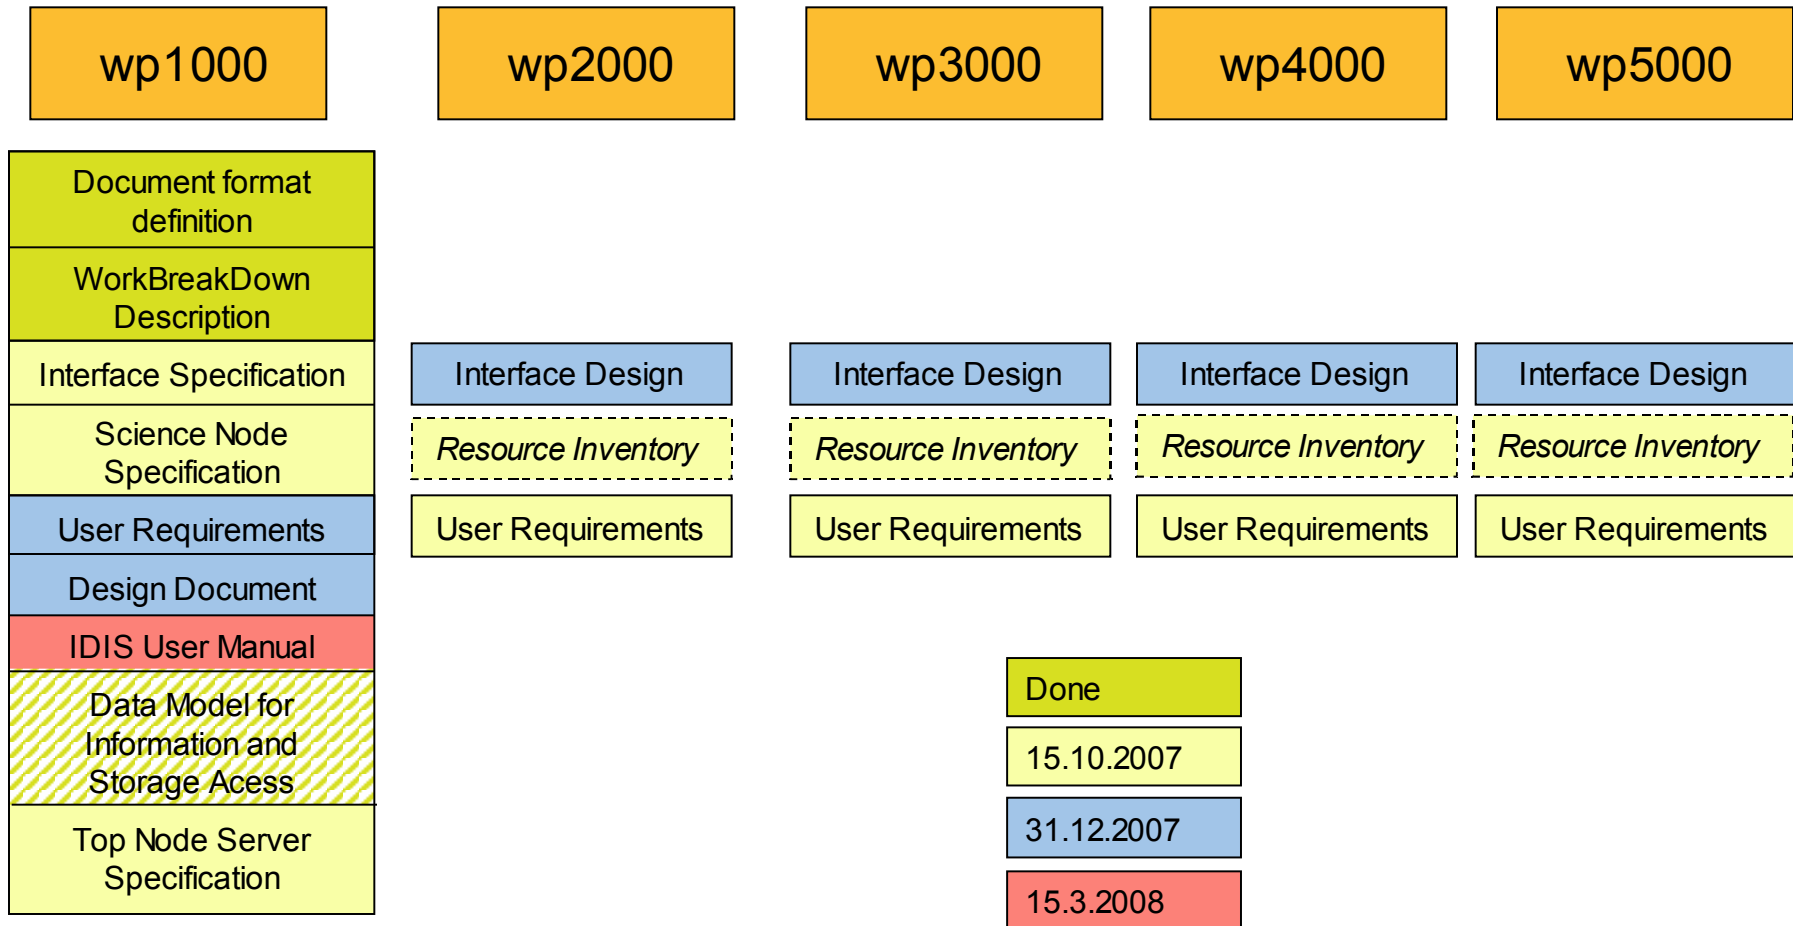 wp1000
wp2000
wp3000
wp4000
wp5000
Document format
definition
WorkBreakDown
Description
Interface Specification
Science Node
Specification
User Requirements
Design Document
IDIS User Manual
Data Model for
Information and
Storage Acess
Top Node Server
Specification
Interface Design
Resource Inventory
User Requirements
Interface Design
Resource Inventory
User Requirements
Interface Design
Resource Inventory
User Requirements
Interface Design
Resource Inventory
User Requirements
Done
15.10.2007
31.12.2007
15.3.2008